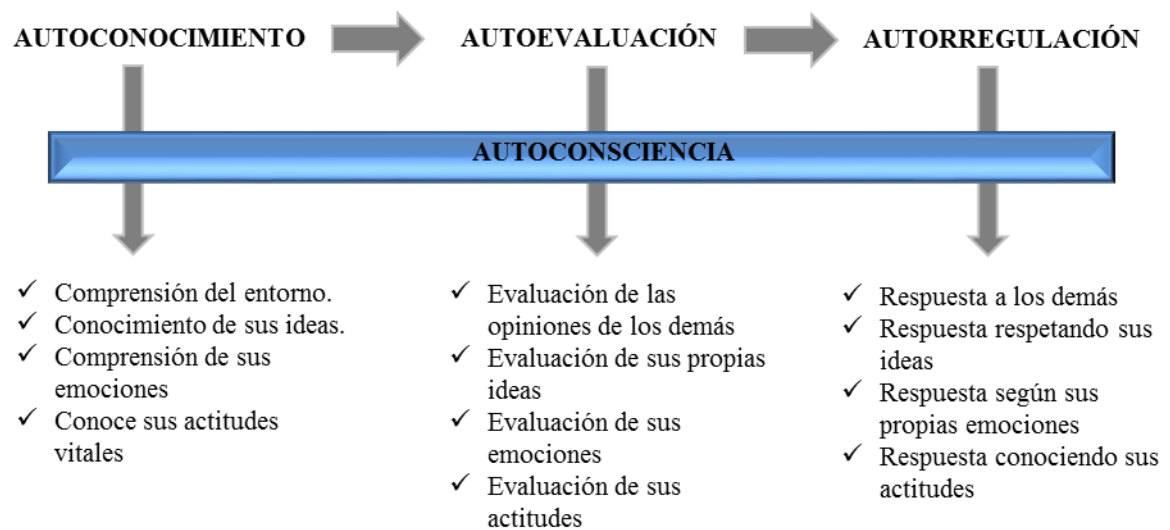 AUTOCONOCIMIENTO
AUTOEVALUACIÓN
AUTORREGULACIÓN
AUTOCONSCIENCIA
✓ Comprensión del entorno.
✓ Conocimiento de sus ideas.
✓ Comprensión de sus
emociones
✓ Conoce sus actitudes
vitales
✓ Evaluación de las
opiniones de los demás
✓ Evaluación de sus propias
ideas
✓ Evaluación de sus
emociones
✓ Evaluación de sus
actitudes
✓ Respuesta a los demás
✓ Respuesta respetando sus
ideas
✓ Respuesta según sus
propias emociones
✓ Respuesta conociendo sus
actitudes